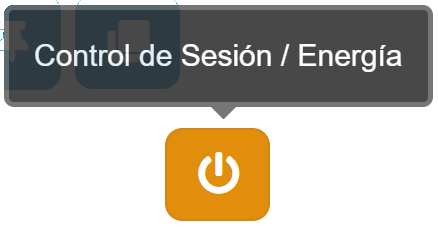 Control de Sesión / Energía